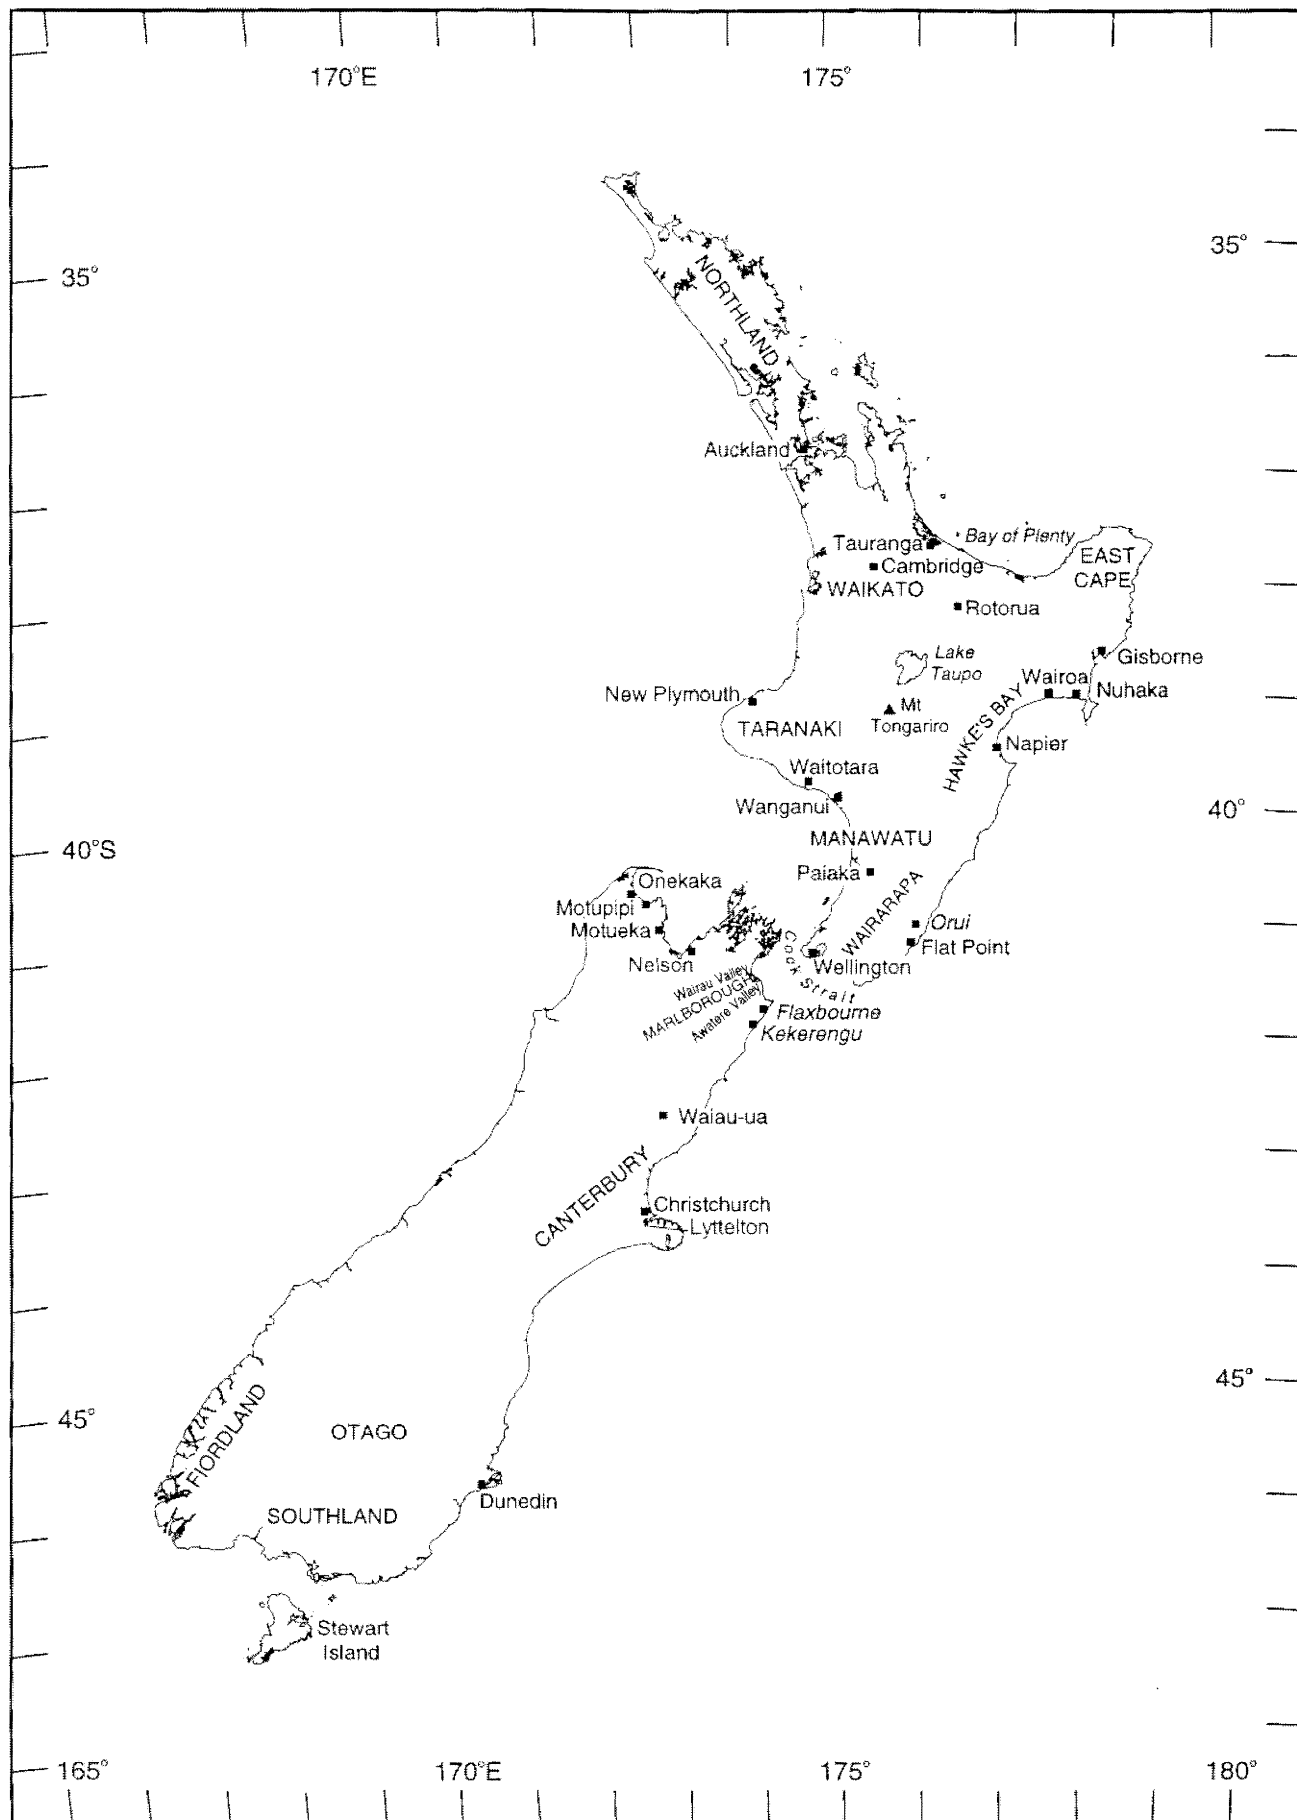 170°E
175°
35°
35°
NORTHLAND
Auckland
Bay of Plenty
Tauranga
EAST
CAPE
Cambridge
WAIKATO
Rotorua
Lake
Taupo
Gisborne
Wairoa
Nuhaka
New Plymouth
Mt
Tongariro
TARANAKI
HAWKE'S BAY
Napier
Waitotara
Wanganui
40°
MANAWATU
40°S
Paiaka
Onekaka
WAIRARAPA
Motupipi
Orui
Motueka
Flat Point
Nelson
Cook Strait
Wellington
Wairau Valley
MARLBOROUGH
Awatere Valley
Flaxbourne
Kekerengu
Waiau-ua
CANTERBURY
Christchurch
Lyttelton
45°
45°
FIORDLAND
OTAGO
Dunedin
SOUTHLAND
Stewart
Island
165°
170°E
175°
180°